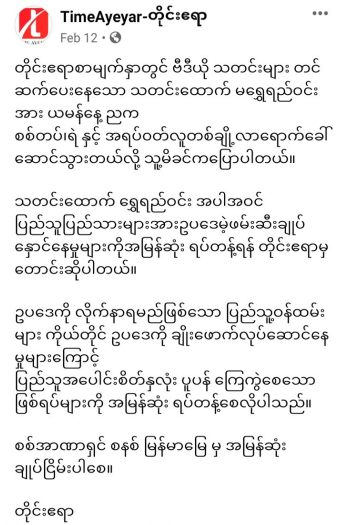 TimeAyeyar-တိုင်းဧရာ
Feb 12 ·
တိုင်းဧရာစာမျက်နှာတွင် ဗီဒီယို သတင်းများ တင်
ဆက်ပေးနေသော သတင်းထောက် မရွှေရည်ဝင်း
အား ယမန်နေ့ ညက
စစ်တပ်၊ရဲ နှင့် အရပ်ဝတ်လူတစ်ချို့ လာရောက်ခေါ်
ဆောင်သွားတယ်လို့ သူ့မိခင်ကပြောပါတယ်။
သတင်းထောက် ရွှေရည်ဝင်း အပါအဝင်
ပြည်သူပြည်သားများအားဥပဒေမဲ့ဖမ်းဆီးချုပ်
နှောင်နေမှုများကိုအမြန်ဆုံး ရပ်တန့်ရန် တိုင်းဧရာမှ
တောင်းဆိုပါတယ်။
ဥပဒေကို လိုက်နာရမည်ဖြစ်သော ပြည်သူ့ဝန်ထမ်း
များ ကိုယ်တိုင် ဥပဒေကို ချိုးဖောက်လုပ်ဆောင်နေ
မှုများကြောင့်
ပြည်သူအပေါင်းစိတ်နှလုံး ပူပန် ကြေကွဲစေသော
ဖြစ်ရပ်များကို အမြန်ဆုံး ရပ်တန့်စေလိုပါသည်။
စစ်အာဏာရှင် စနစ် မြန်မာမြေ မှ အမြန်ဆုံး
ချုပ်ငြိမ်းပါစေ။
တိုင်းဧရာ